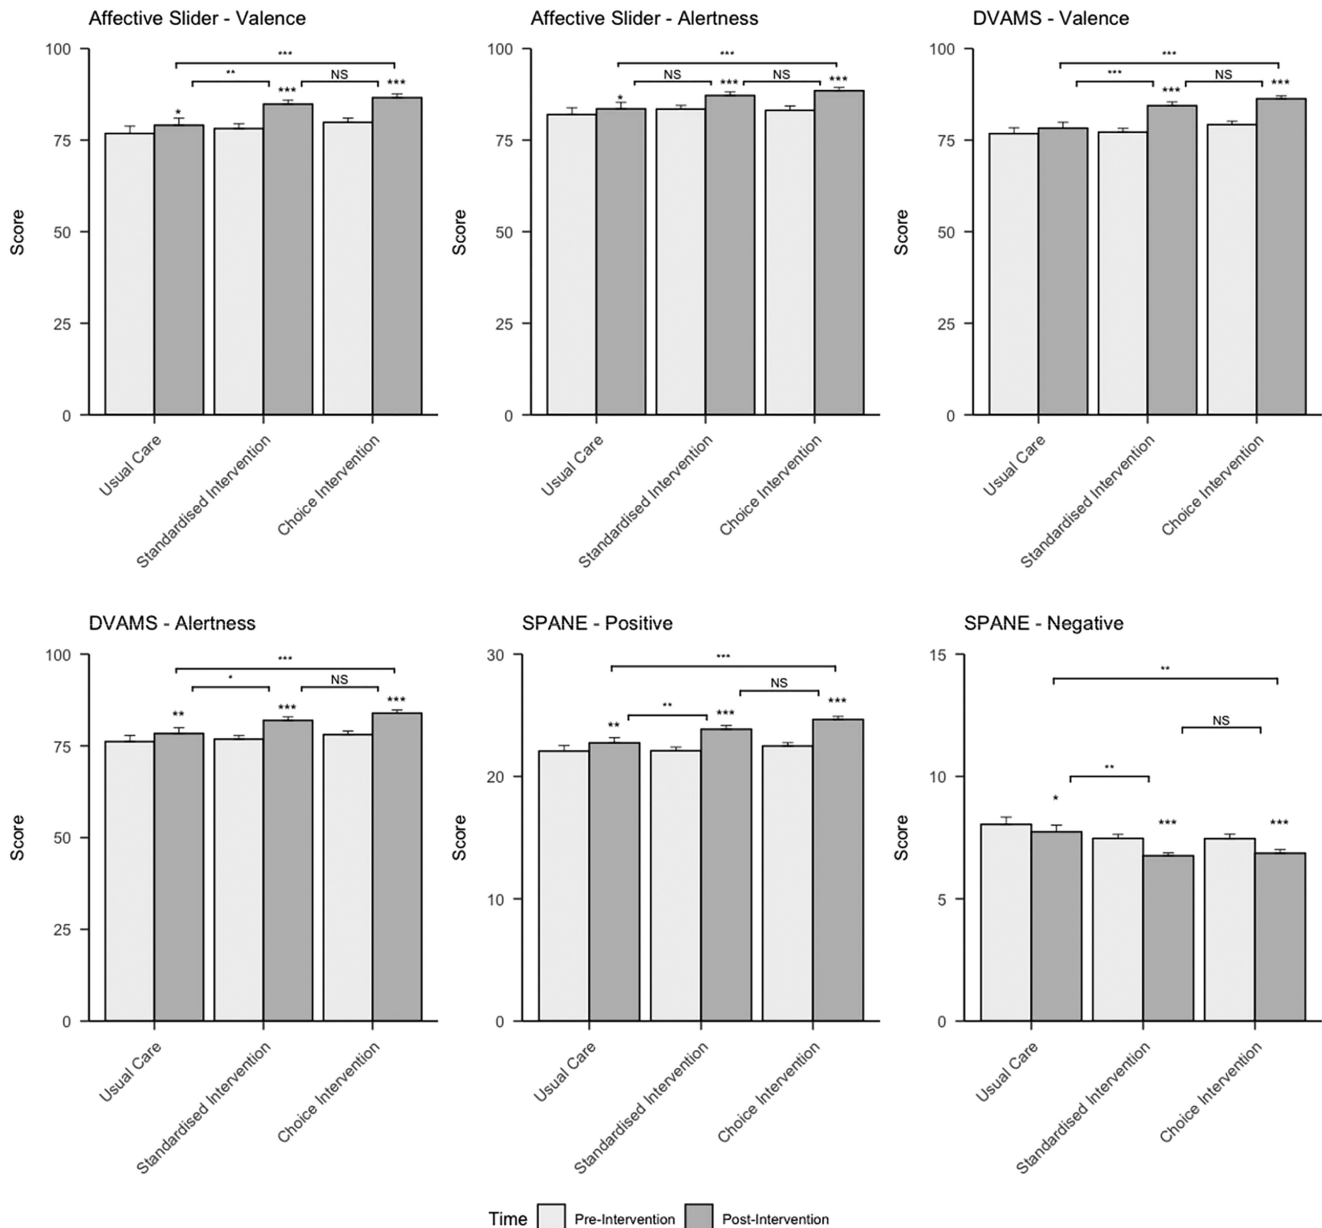 Affective Slider - Valence
Affective Slider - Alertness
DVAMS - Valence
100
75
50
25
0
Score
***
**
NS
*
***
***
Usual Care
Standardised Intervention
Choice Intervention
100
75
50
25
0
Score
***
NS
NS
*
***
***
Usual Care
Standardised Intervention
Choice Intervention
100
75
50
25
0
Score
***
***
NS
***
***
Usual Care
Standardised Intervention
Choice Intervention
DVAMS - Alertness
SPANE - Positive
SPANE - Negative
100
75
50
25
0
Score
***
*
NS
**
***
***
Usual Care
Standardised Intervention
Choice Intervention
30
20
10
0
Score
***
NS
**
**
***
***
Usual Care
Standardised Intervention
Choice Intervention
15
10
5
0
Score
**
NS
**
*
***
***
Usual Care
Standardised Intervention
Choice Intervention
Time Pre-Intervention Post-Intervention